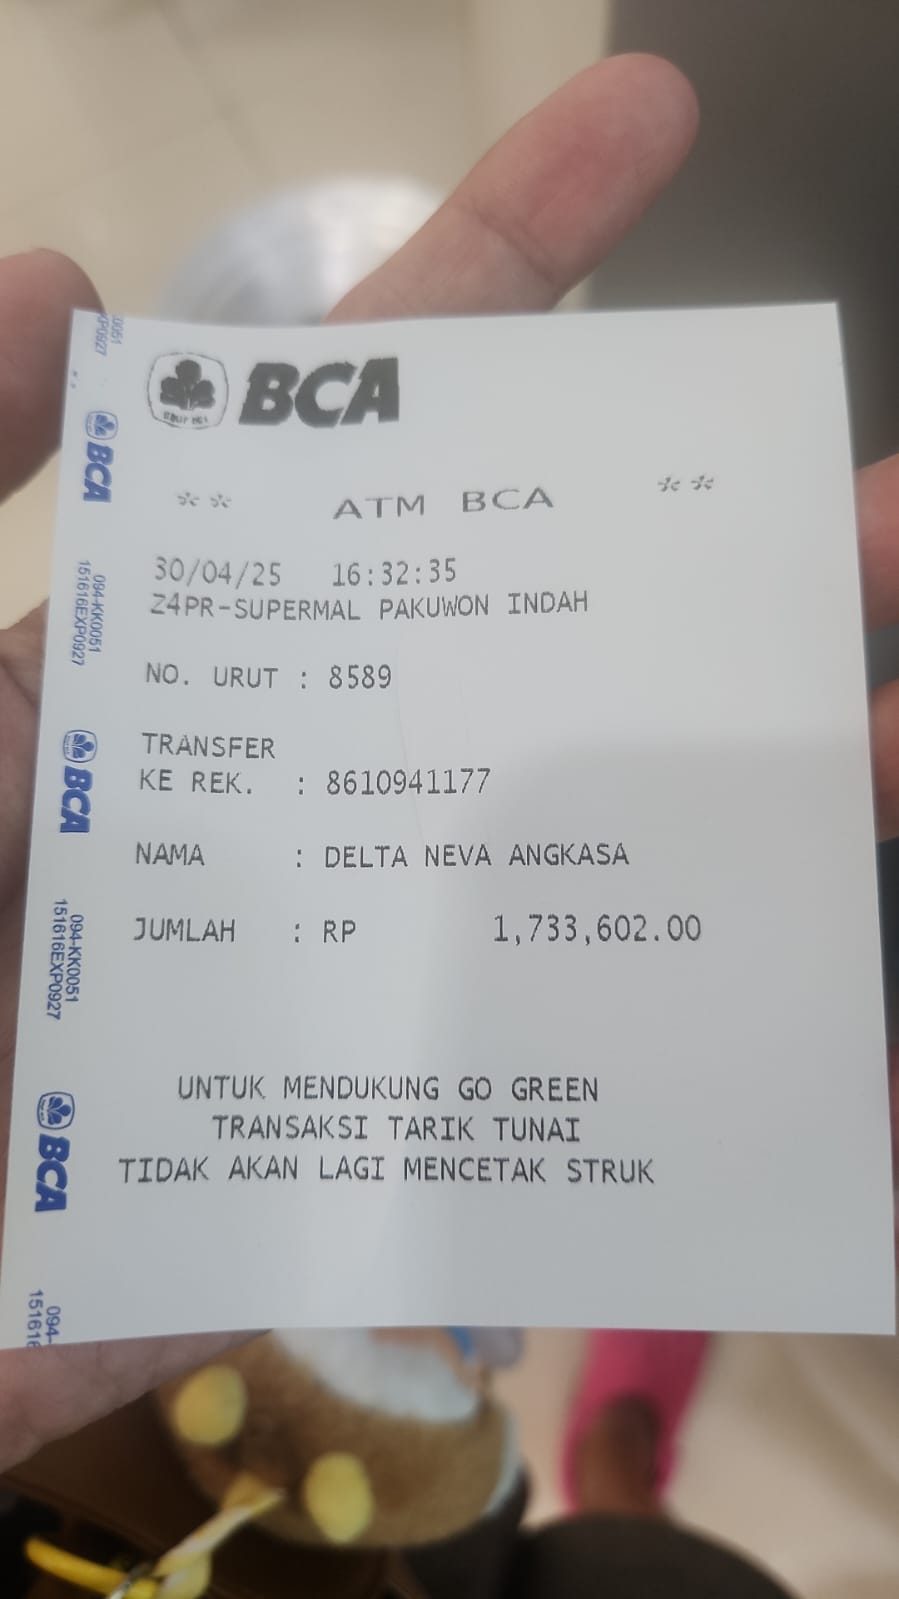 BCA
** ATM BCA **
30/04/25 16:32:35
Z4PR-SUPERMAL PAKUWON INDAH
NO. URUT : 8589
TRANSFER
KE REK. : 8610941177
NAMA : DELTA NEVA ANGKASA
JUMLAH : RP 1,733,602.00
UNTUK MENDUKUNG GO GREEN
TRANSAKSI TARIK TUNAI
TIDAK AKAN LAGI MENCETAK STRUK
BCA
094-KK0051
151616EXP0927
BCA
094-KK0051
151616EXP0927
BCA
094-
151616